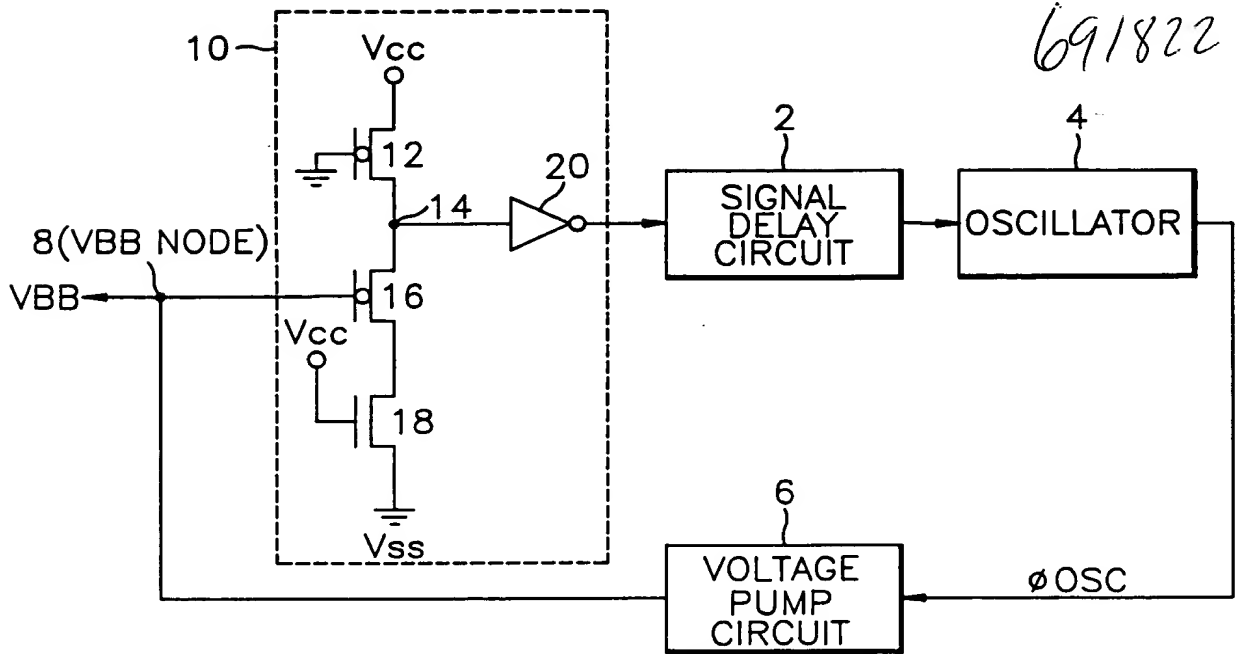 691822
10
Vcc
12
14
20
2
SIGNAL
DELAY
CIRCUIT
4
OSCILLATOR
8(VBB NODE)
VBB
16
Vcc
18
Vss
6
VOLTAGE
PUMP
CIRCUIT
øOSC